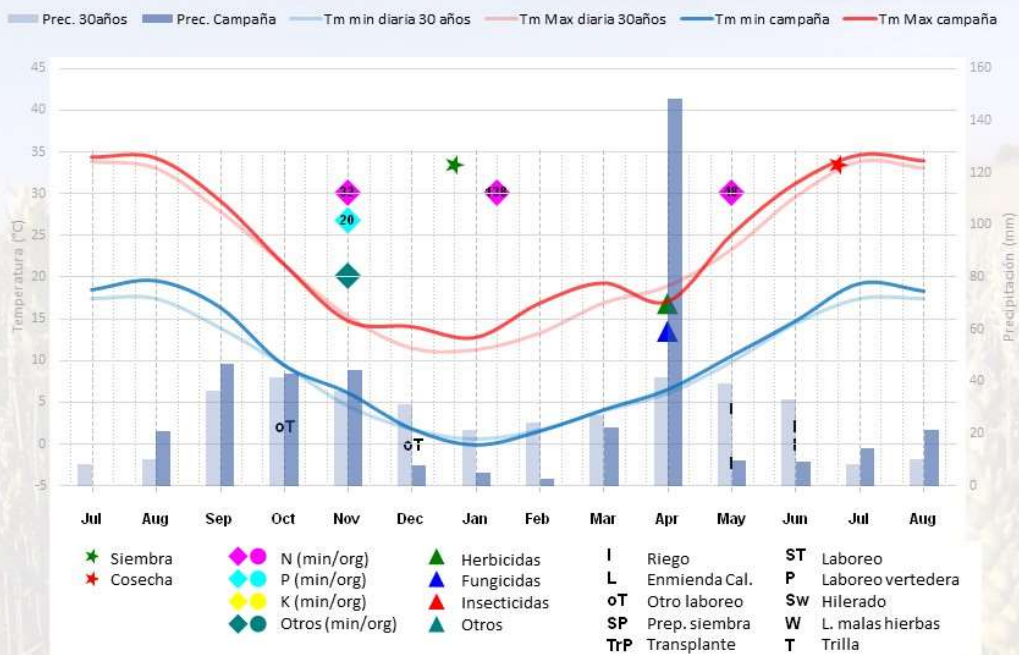 Prec. 30años Prec. Campaña Tm min diaria 30 años Tm Max diaria 30años Tm min campaña Tm Max campaña
45 160
40 140
35 120
30
25 100
20 80
15 60
10
5 40
0 20
-5 0
Temperatura (°C)
Precipitación (mm)
20
oT
oT
I
I
I
I
Jul Aug Sep Oct Nov Dec Jan Feb Mar Apr May Jun Jul Aug
Siembra N (min/org) Herbicidas I Riego ST Laboreo
Cosecha P (min/org) Fungicidas L Enmienda Cal. P Laboreo vertedera
K (min/org) Insecticidas oT Otro laboreo Sw Hilerado
Otros (min/org) Otros SP Prep. siembra W L. malas hierbas
TrP Transplante T Trilla